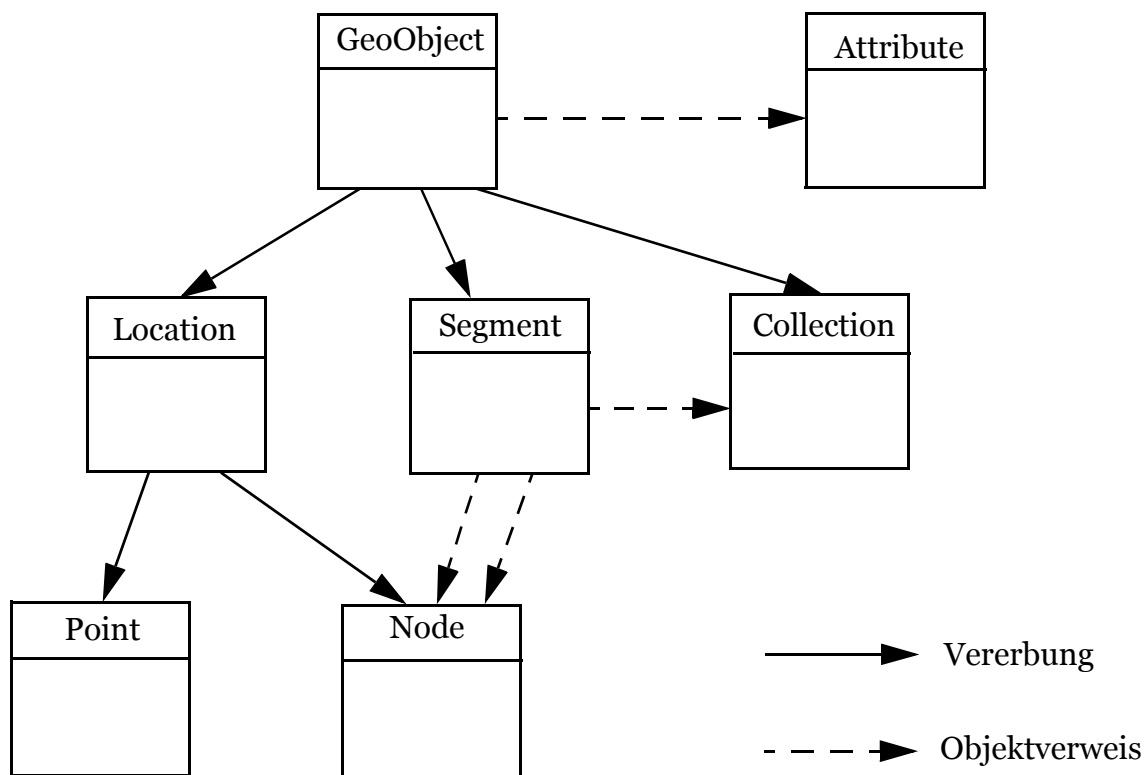 GeoObject
Attribute
Location
Segment
Collection
Point
Node
Vererbung
Objektverweis